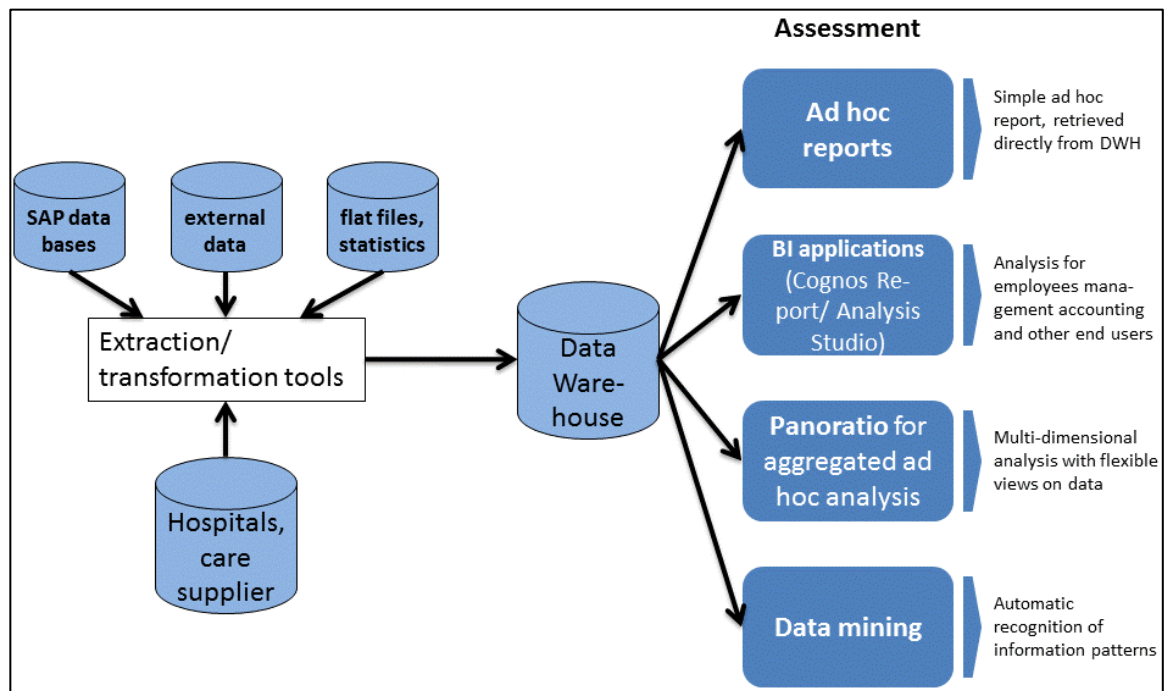 Assessment
SAP data
bases
external
data
flat files,
statistics
Extraction/
transformation tools
Hospitals,
care
supplier
Data
Ware-
house
Ad hoc
reports
Simple ad hoc
report, retrieved
directly from DWH
BI applications
(Cognos Re-
port/ Analysis
Studio)
Analysis for
employees mana-
gement accounting
and other end users
Panoratio for
aggregated ad
hoc analysis
Multi-dimensional
analysis with flexible
views on data
Data mining
Automatic
recognition of
information patterns